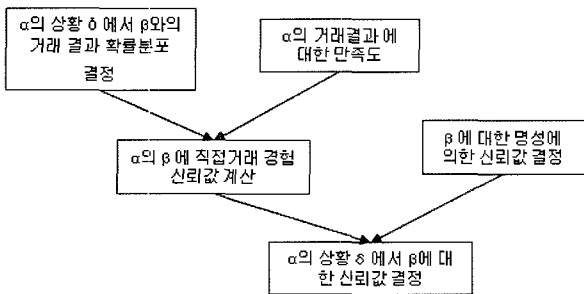 α의 상황 δ 에서 β와의
거래 결과 확률분포
결정
α의 거래결과 에
대한 만족도
α의 β 에 직접거래 경험
신뢰값 계산
β 에 대한 명성에
의한 신뢰값 결정
α의 상황 δ 에서 β에 대
한 신뢰값 결정